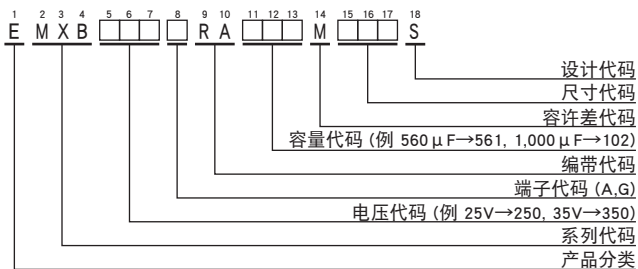 1 2 3 4 5 6 7 8 9 10 11 12 13 14 15 16 17 18
E M X B □□□ □ R A □□□ M □□□ S
设计代码
尺寸代码
容许差代码
容量代码 (例 560μF→561, 1,000μF→102)
编带代码
端子代码 (A,G)
电压代码 (例 25V→250, 35V→350)
系列代码
产品分类